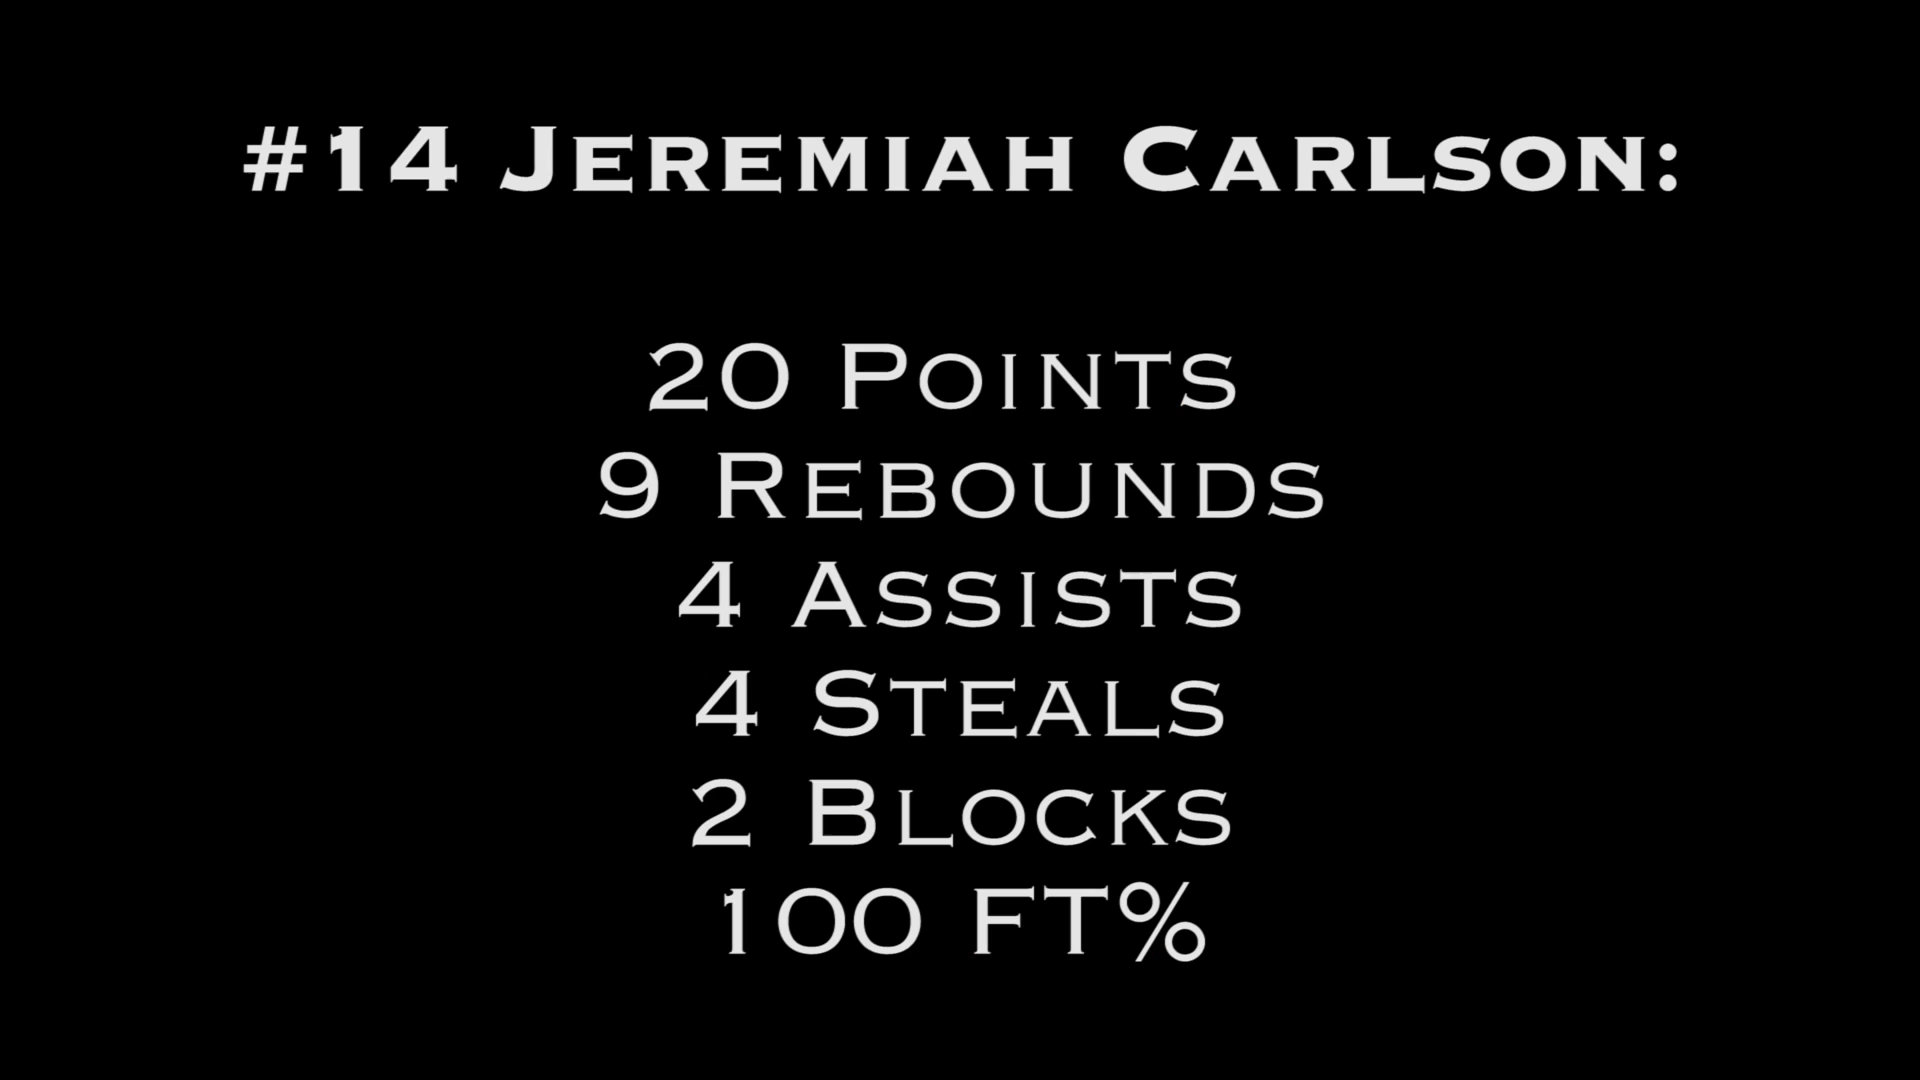 #14 Jeremiah Carlson:
20 Points
9 Rebounds
4 Assists
4 Steals
2 Blocks
100 FT%